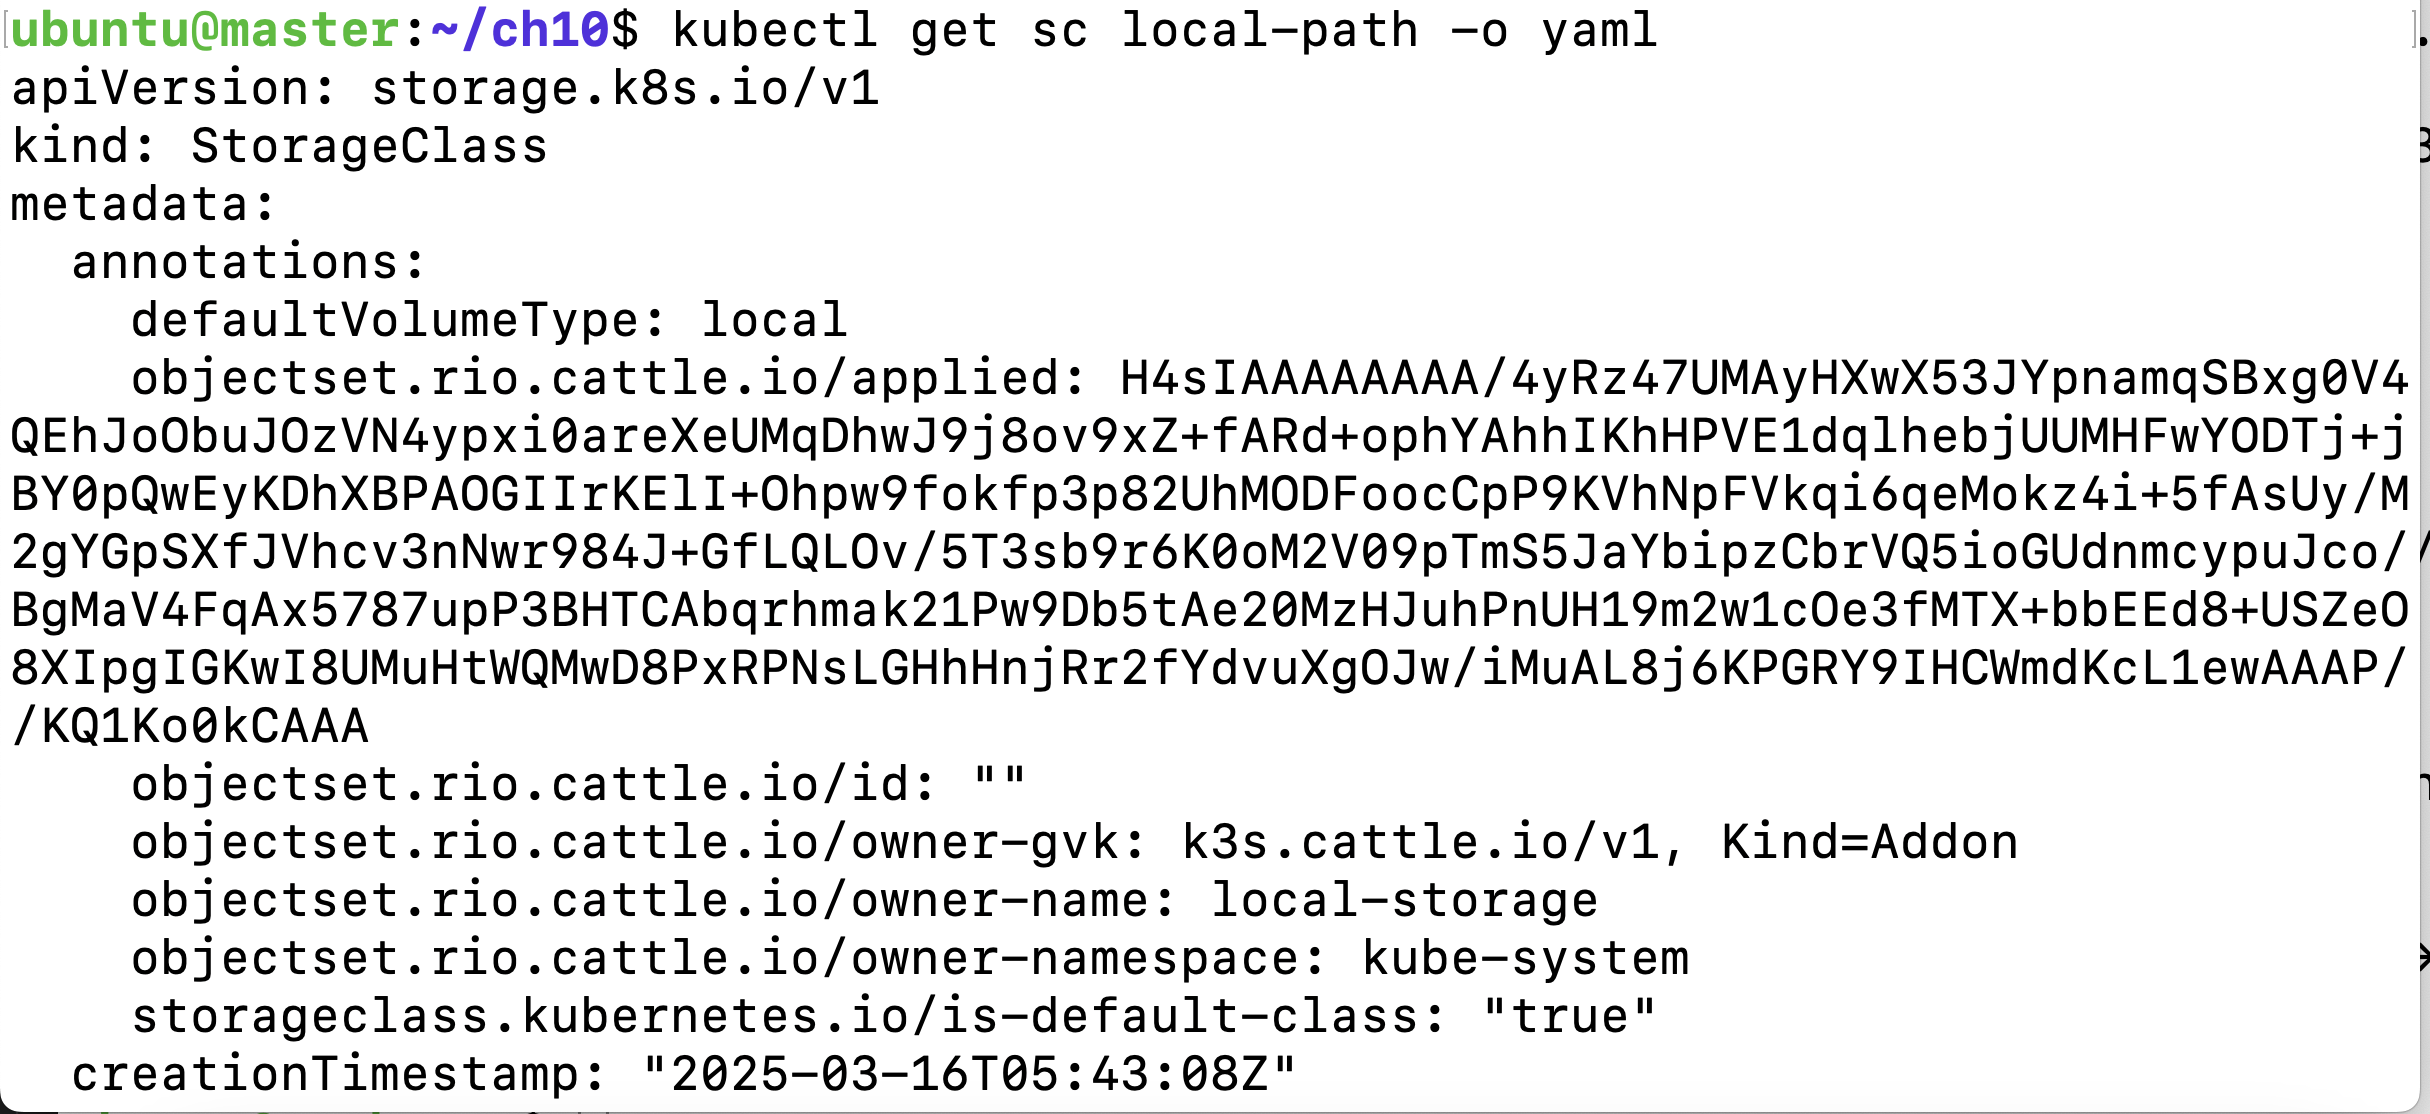 ubuntu@master:~/ch10$ kubectl get sc local-path -o yaml
apiVersion: storage.k8s.io/v1
kind: StorageClass
metadata:
  annotations:
    defaultVolumeType: local
    objectset.rio.cattle.io/applied: H4sIAAAAAAAA/4yRz47UMAyHXwX53JYpnamqSBxg0V4
QEhJoObuJOzVN4ypxi0areXeUMqDhwJ9j8ov9xZ+fARd+ophYAhhIKhHPVE1dqlhebjUUMHFwYODTj+j
BY0pQwEyKDhXBPAOGIIrKElI+Ohpw9fokfp3p82UhMODFoocCpP9KVhNpFVkqi6qeMokz4i+5fAsUy/M
2gYGpSXfJVhcv3nNwr984J+GfLQLOv/5T3sb9r6K0oM2V09pTmS5JaYbipzCbrVQ5ioGUdnmcypuJco/
BgMaV4FqAx5787upP3BHTCAbqrhmak21Pw9Db5tAe20MzHJuhPnUH19m2w1cOe3fMTX+bbEEd8+USZeO
8XIpgIGKwI8UMuHtWQMwD8PxRPNsLGHhHnjRr2fYdvuXgOJw/iMuAL8j6KPGRY9IHCWmdKcL1ewAAAP/
/KQ1Ko0kCAAA
    objectset.rio.cattle.io/id: ""
    objectset.rio.cattle.io/owner-gvk: k3s.cattle.io/v1, Kind=Addon
    objectset.rio.cattle.io/owner-name: local-storage
    objectset.rio.cattle.io/owner-namespace: kube-system
    storageclass.kubernetes.io/is-default-class: "true"
  creationTimestamp: "2025-03-16T05:43:08Z"